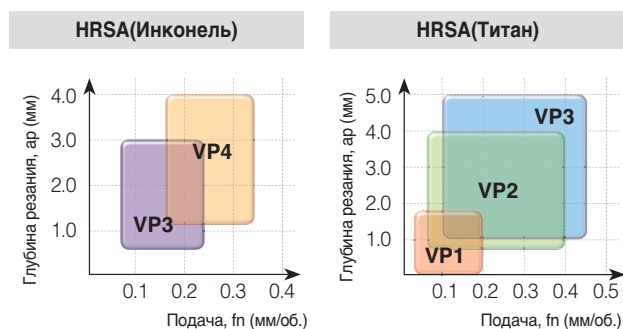 HRSA(Инконель)
Глубина резания, ap (мм)
4.0
3.0
2.0
1.0
VP4
VP3
0.1 0.2 0.3 0.4
Подача, fn (мм/об.)
HRSA(Титан)
Глубина резания, ap (мм)
5.0
4.0
3.0
2.0
1.0
VP3
VP2
VP1
0.1 0.2 0.3 0.4 0.5
Подача, fn (мм/об.)